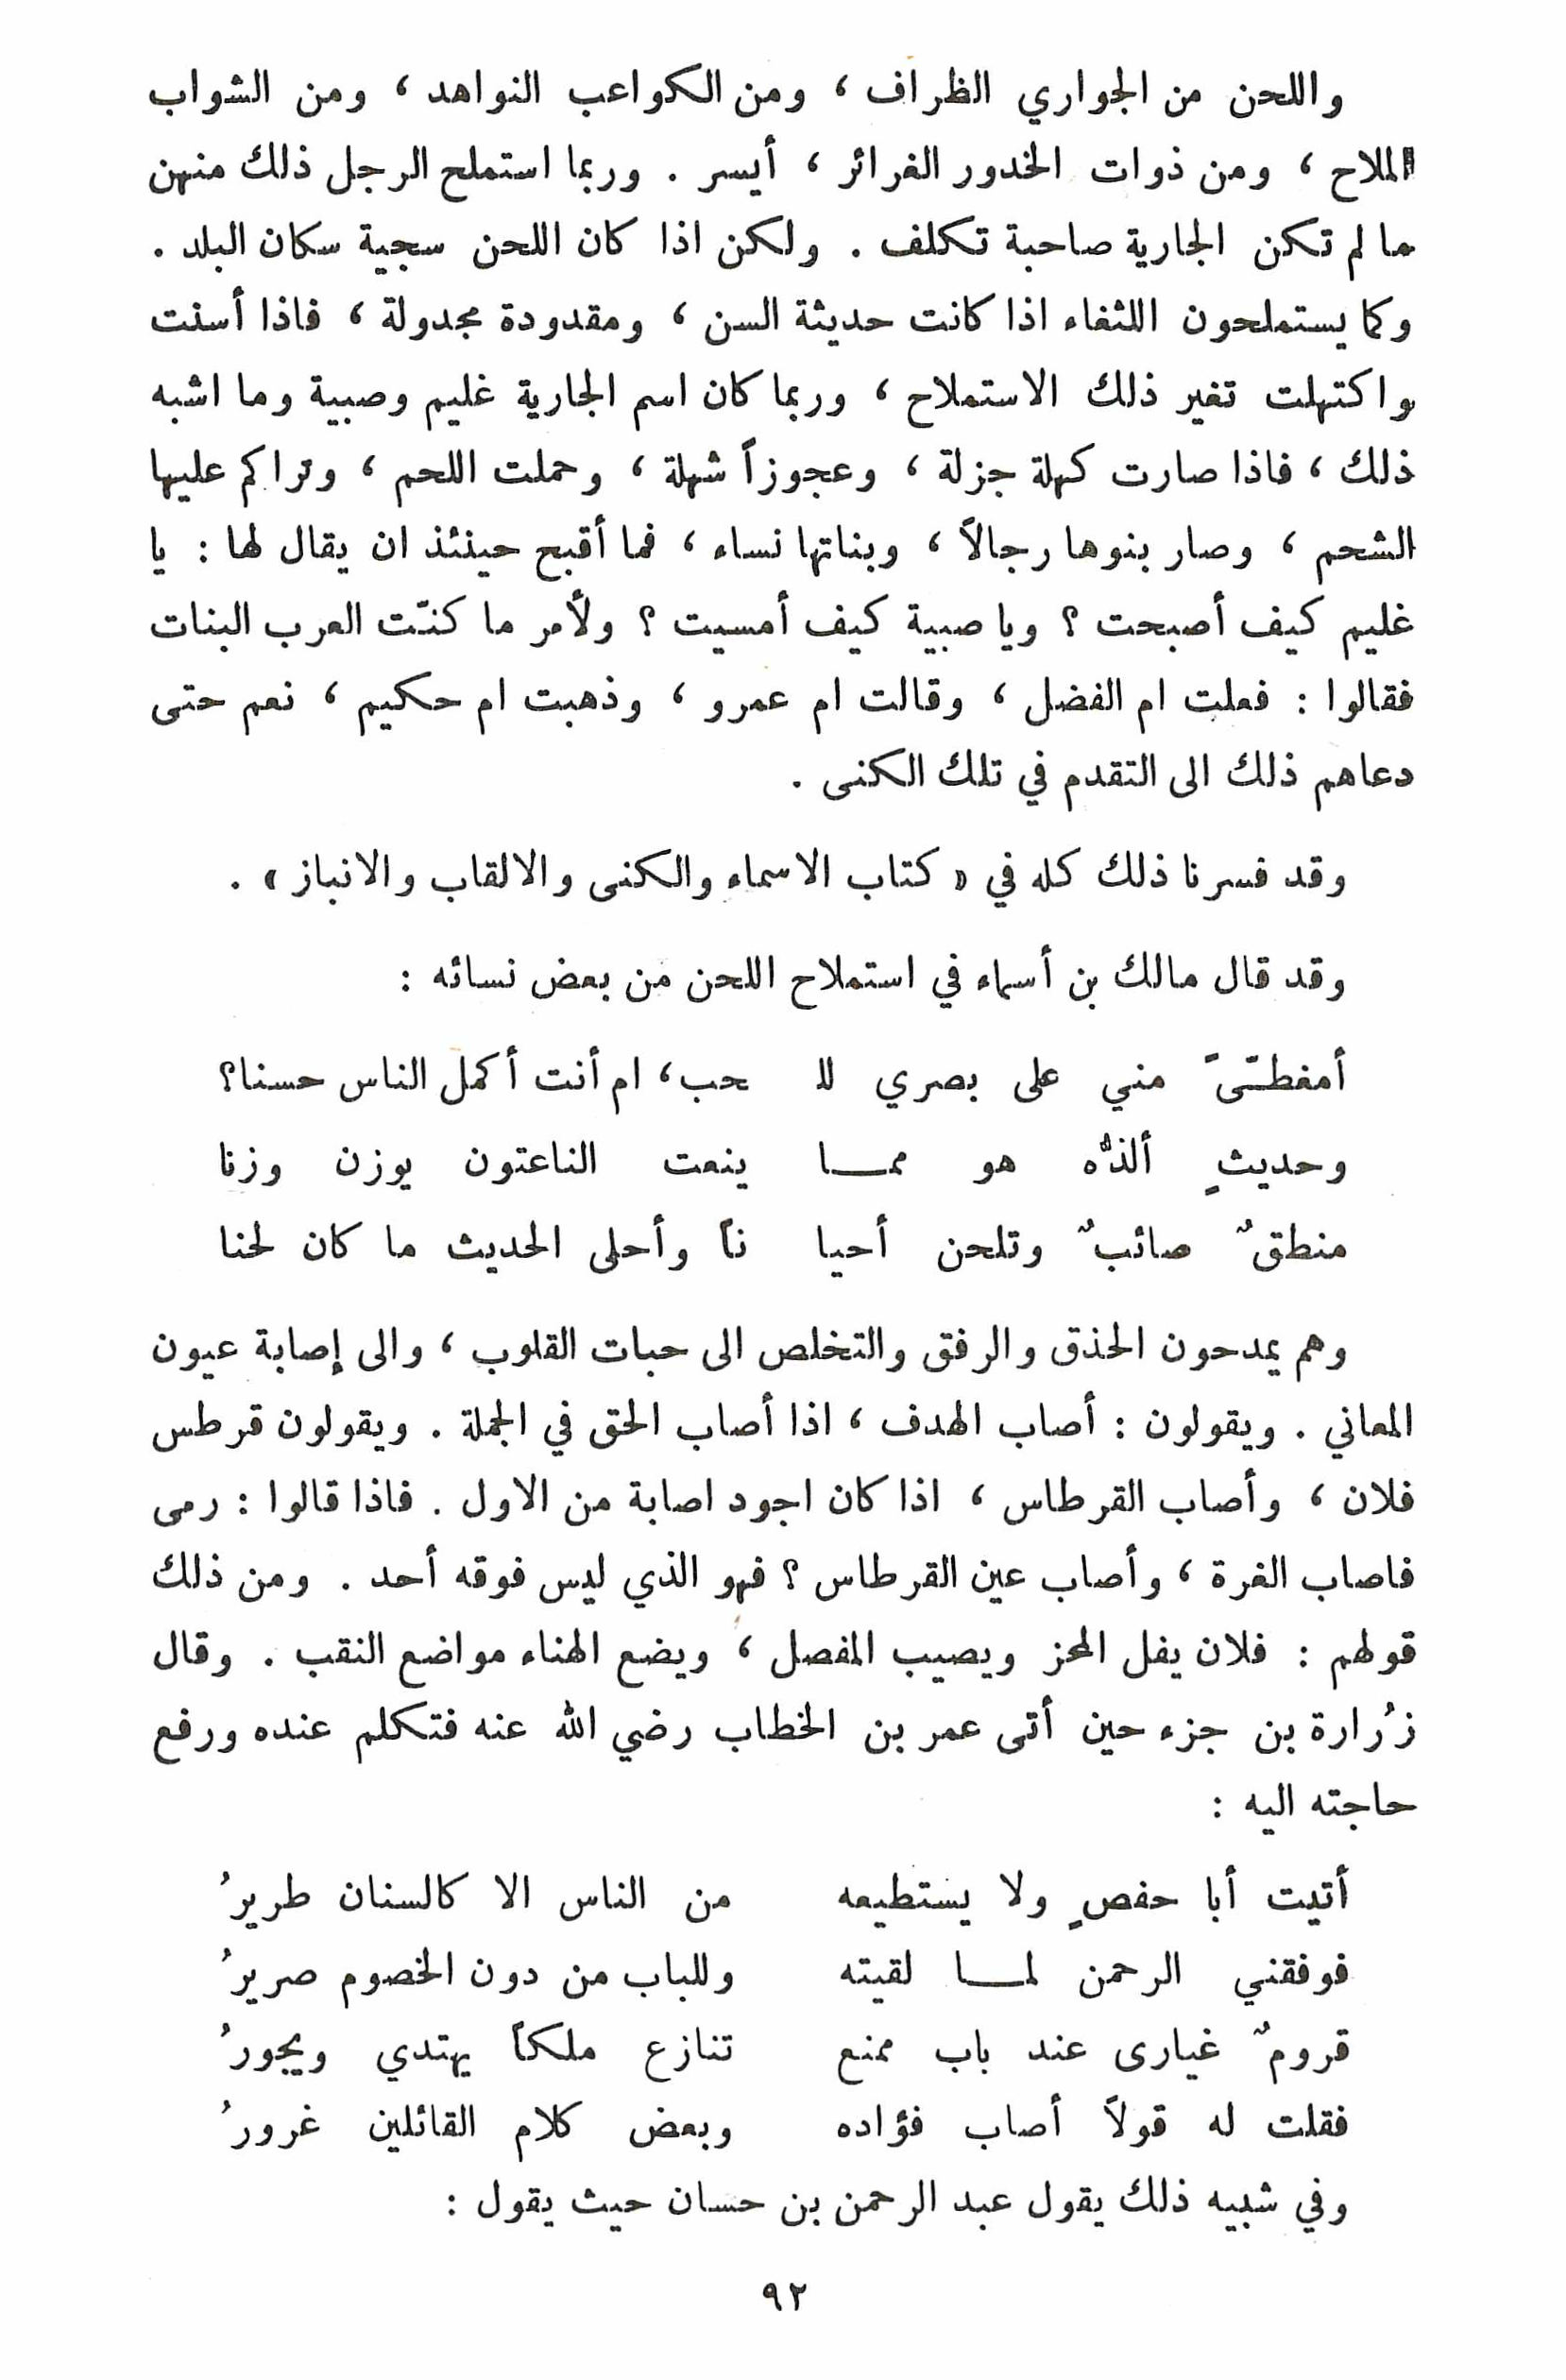 واللحن من الجواري الظراف ، ومن الكواعب النواهد ، ومن الشواب
الملاح ، ومن ذوات الخدور الغرائر ، أيسر . وربما استملح الرجل ذلك منهن
ما لم تكن الجارية صاحبة تكلف . ولكن اذا كان اللحن سجية سكان البلد .
وكما يستملحون اللثغاء اذا كانت حديثة السن ، ومقدودة مجدولة ، فاذا أسنت
واكتهلت تغير ذلك الاستملاح ، وربما كان اسم الجارية غليم وصبية وما اشبه
ذلك ، فاذا صارت كهلة جزلة ، وعجوزاً شهلة ، وحملت اللحم ، وتراكم عليها
الشحم ، وصار بنوها رجالاً ، وبناتها نساء ، فما أقبح حينئذ ان يقال لها : يا
غليم كيف أصبحت ؟ ويا صبية كيف أمسيت ؟ ولأمر ما كنّت العرب البنات
فقالوا : فعلت ام الفضل ، وقالت ام عمرو ، وذهبت ام حكيم ، نعم حتى
دعاهم ذلك الى التقدم في تلك الكنى .
وقد فسرنا ذلك كله في « كتاب الاسماء والكنى والالقاب والانباز » .
وقد قال مالك بن أسماء في استملاح اللحن من بعض نسائه :
أمغطـّىً مني على بصري للـ حب، ام أنت أكمل الناس حسنا؟
وحديثٍ ألذُّه هو ممـــا ينعت الناعتون يوزن وزنا
منطقٌ صائبٌ وتلحن أحيا ناً وأحلى الحديث ما كان لحنا
وهم يمدحون الحذق والرفق والتخلص الى حبات القلوب ، والى إصابة عيون
المعاني . ويقولون : أصاب الهدف ، اذا أصاب الحق في الجملة . ويقولون قرطس
فلان ، وأصاب القرطاس ، اذا كان اجود اصابة من الاول . فاذا قالوا : رمى
فاصاب الغرة ، وأصاب عين القرطاس ؟ فهو الذي ليس فوقه أحد . ومن ذلك
قولهم : فلان يفل المحز ويصيب المفصل ، ويضع الهناء مواضع النقب . وقال
زُرارة بن جزء حين أتى عمر بن الخطاب رضي الله عنه فتكلم عنده ورفع
حاجته اليه :
أتيت أبا حفصٍ ولا يستطيعه من الناس الا كالسنان طريرُ
فوفقني الرحمن لمـــا لقيته وللباب من دون الخصوم صريرُ
قرومٌ غيارى عند باب ممنع تنازع ملكاً يهتدي ويجورُ
فقلت له قولاً أصاب فؤاده وبعض كلام القائلين غرورُ
وفي شبيه ذلك يقول عبد الرحمن بن حسان حيث يقول :
٩٢